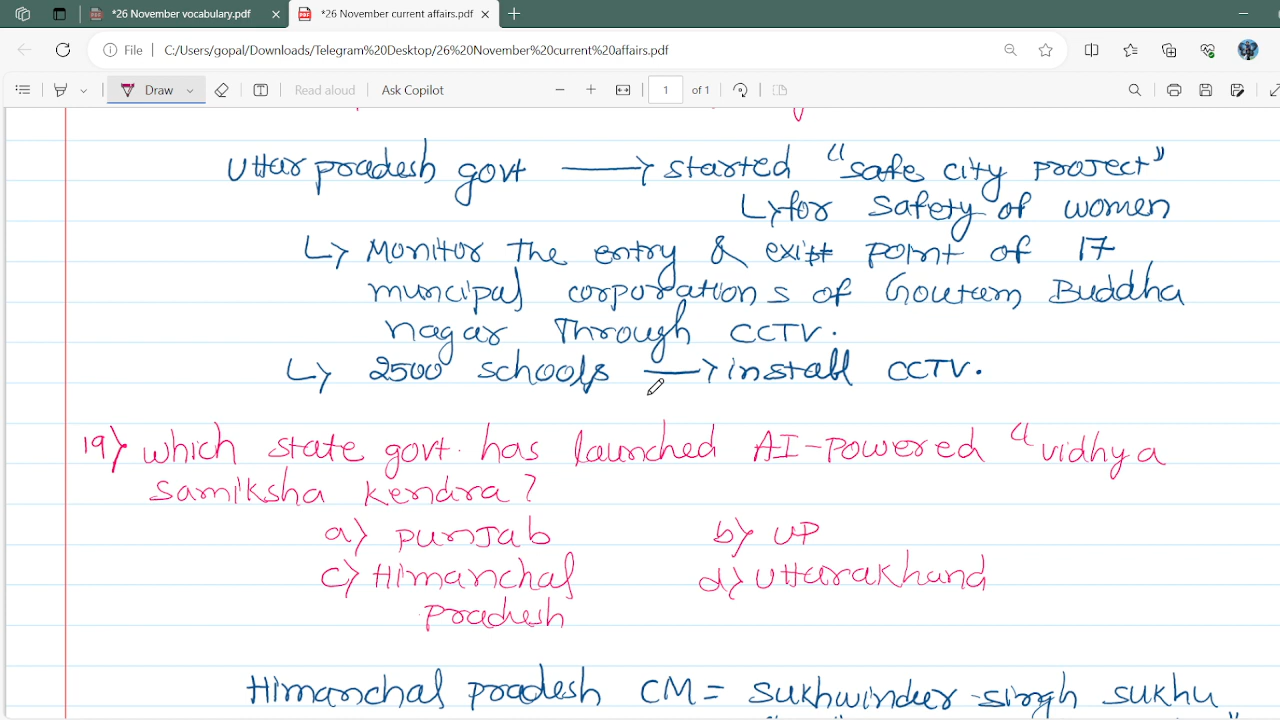 *26 November vocabulary.pdf
*26 November current affairs.pdf
File C:/Users/gopal/Downloads/Telegram%20Desktop/26%20November%20current%20affairs.pdf
Draw Read aloud Ask Copilot 1 of 1
Uttar pradesh govt → started "safe city project"
↳ for safety of women
↳ Monitor the entry & exist point of 17
muncipal corporations of Goutam Buddha
nagar Through CCTV.
↳ 2500 schools → install CCTV.
19) which state govt. has launched AI-Powered "vidhya
samiksha kendra?
a) punjab b) UP
c) Himanchal d) Uttarakhand
pradesh
Himanchal pradesh CM = sukhwinder singh sukhu